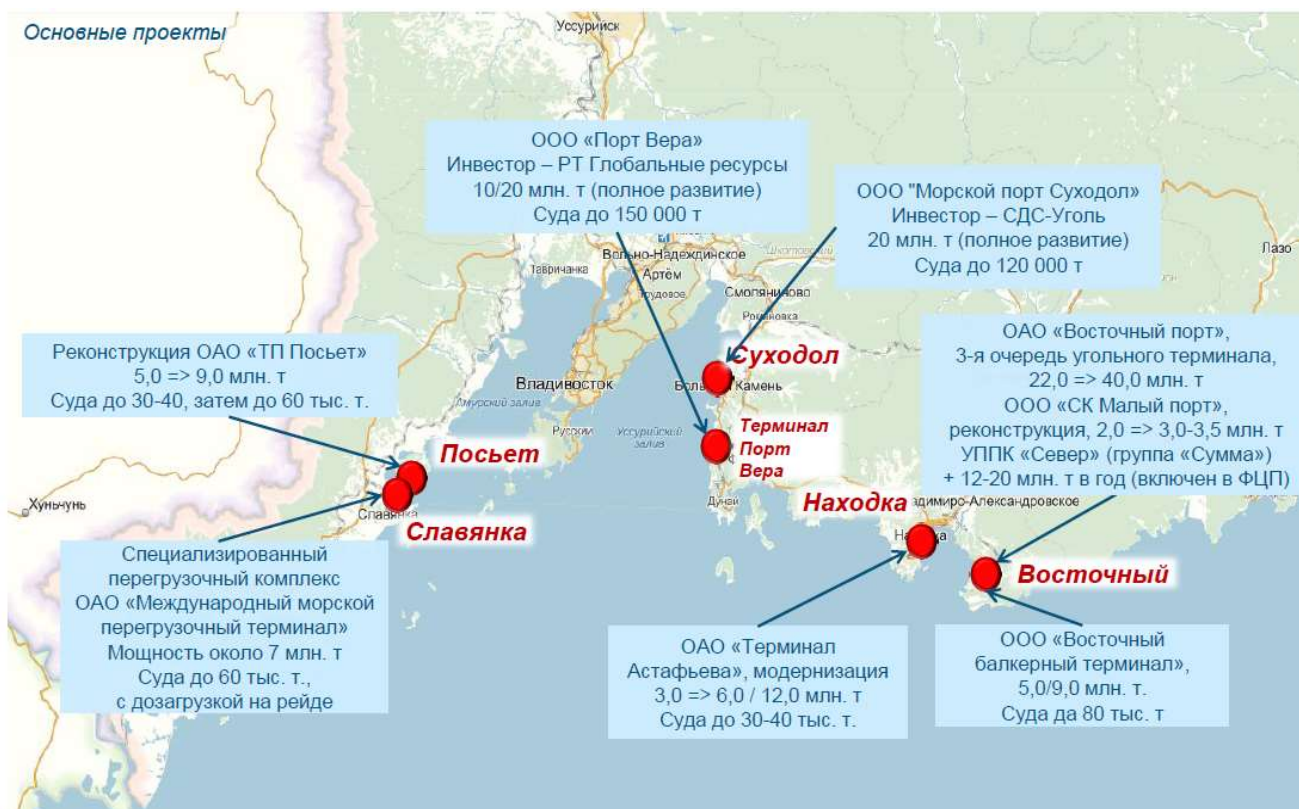 Основные проекты
Уссурийск
ООО «Порт Вера»
Инвестор – РТ Глобальные ресурсы
10/20 млн. т (полное развитие)
Суда до 150 000 т
ООО "Морской порт Суходол»
Инвестор – СДС-Уголь
20 млн. т (полное развитие)
Суда до 120 000 т
Шкотовский
Лазо
Вольно-Надеждинское
Тавричанка
Артём
Трудовое
Смоляниново
Романовка
Реконструкция ОАО «ТП Посьет»
5,0 => 9,0 млн. т
Суда до 30-40, затем до 60 тыс. т.
ОАО «Восточный порт»,
3-я очередь угольного терминала,
22,0 => 40,0 млн. т
ООО «СК Малый порт»,
реконструкция, 2,0 => 3,0-3,5 млн. т
УППК «Север» (группа «Сумма»)
+ 12-20 млн. т в год (включен в ФЦП)
Суходол
Владивосток
Камень
Амурский залив
Русский
Уссурийский
залив
Терминал
Порт
Вера
Посьет
Дунай
Находка
адимиро-Александровское
Хуньчунь
Славянка
Славянка
Восточный
Специализированный
перегрузочный комплекс
ОАО «Международный морской
перегрузочный терминал»
Мощность около 7 млн. т
Суда до 60 тыс. т.,
с дозагрузкой на рейде
ОАО «Терминал
Астафьева», модернизация
3,0 => 6,0 / 12,0 млн. т
Суда до 30-40 тыс. т.
ООО «Восточный
балкерный терминал»,
5,0/9,0 млн. т.
Суда да 80 тыс. т